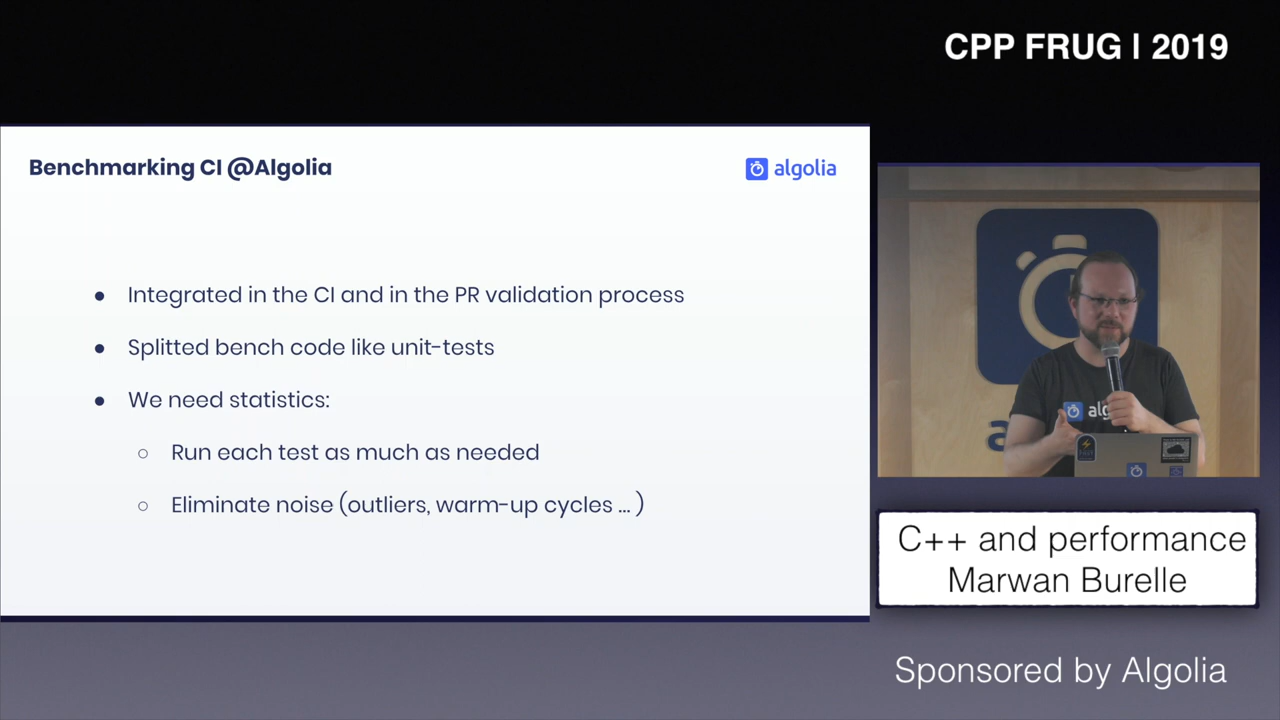 CPP FRUG | 2019
Benchmarking CI @Algolia
algolia
● Integrated in the CI and in the PR validation process
● Splitted bench code like unit-tests
● We need statistics:
○ Run each test as much as needed
○ Eliminate noise (outliers, warm-up cycles ... )
alg
a
C++ and performance
Marwan Burelle
Sponsored by Algolia